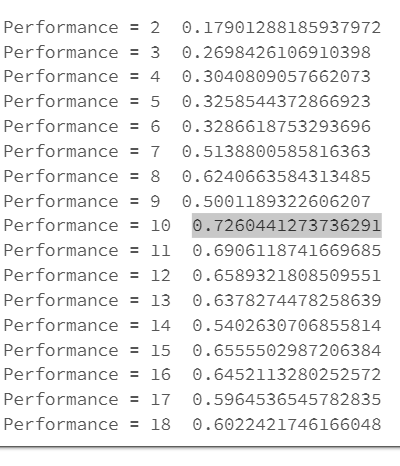 Performance = 2  0.17901288185937972
Performance = 3  0.2698426106910398
Performance = 4  0.3040809057662073
Performance = 5  0.3258544372866923
Performance = 6  0.3286618753293696
Performance = 7  0.5138800585816363
Performance = 8  0.6240663584313485
Performance = 9  0.5001189322606207
Performance = 10  0.7260441273736291
Performance = 11  0.6906118741669685
Performance = 12  0.6589321808509551
Performance = 13  0.6378274478258639
Performance = 14  0.5402630706855814
Performance = 15  0.6555502987206384
Performance = 16  0.6452113280252572
Performance = 17  0.5964536545782835
Performance = 18  0.6022421746166048